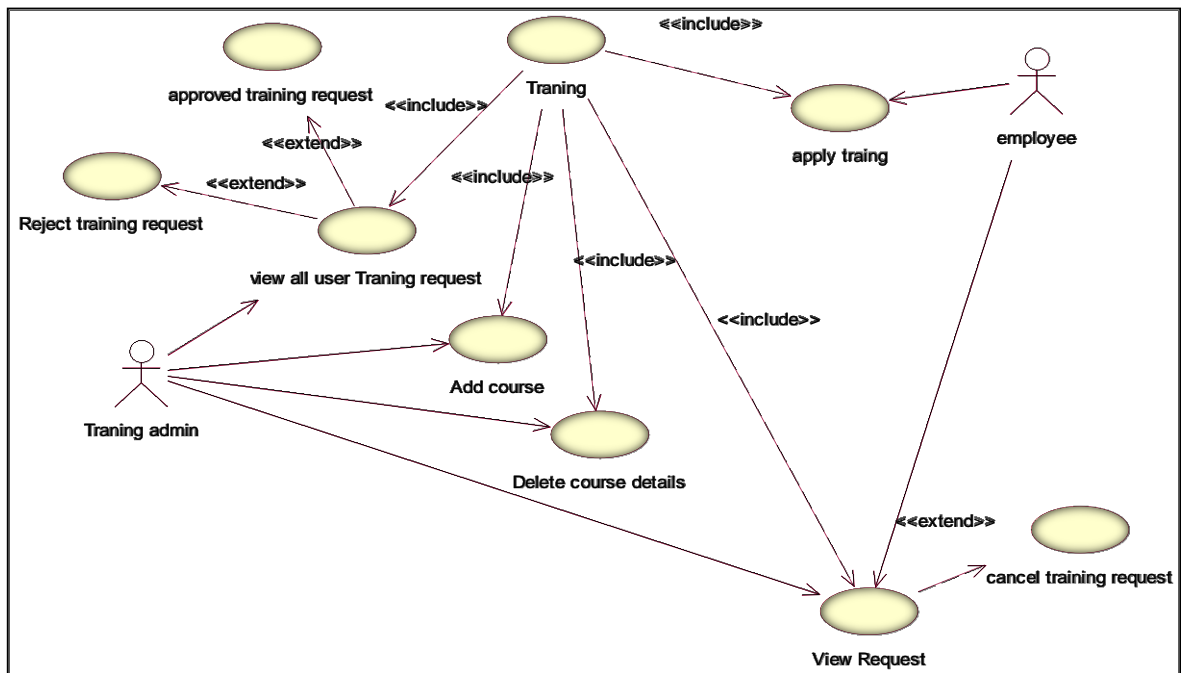 <<include>>
approved training request
Traning
<<include>>
<<extend>>
employee
apply traing
<<include>>
<<extend>>
Reject training request
<<include>>
view all user Traning request
<<include>>
Add course
Traning admin
Delete course details
<<extend>>
cancel training request
View Request